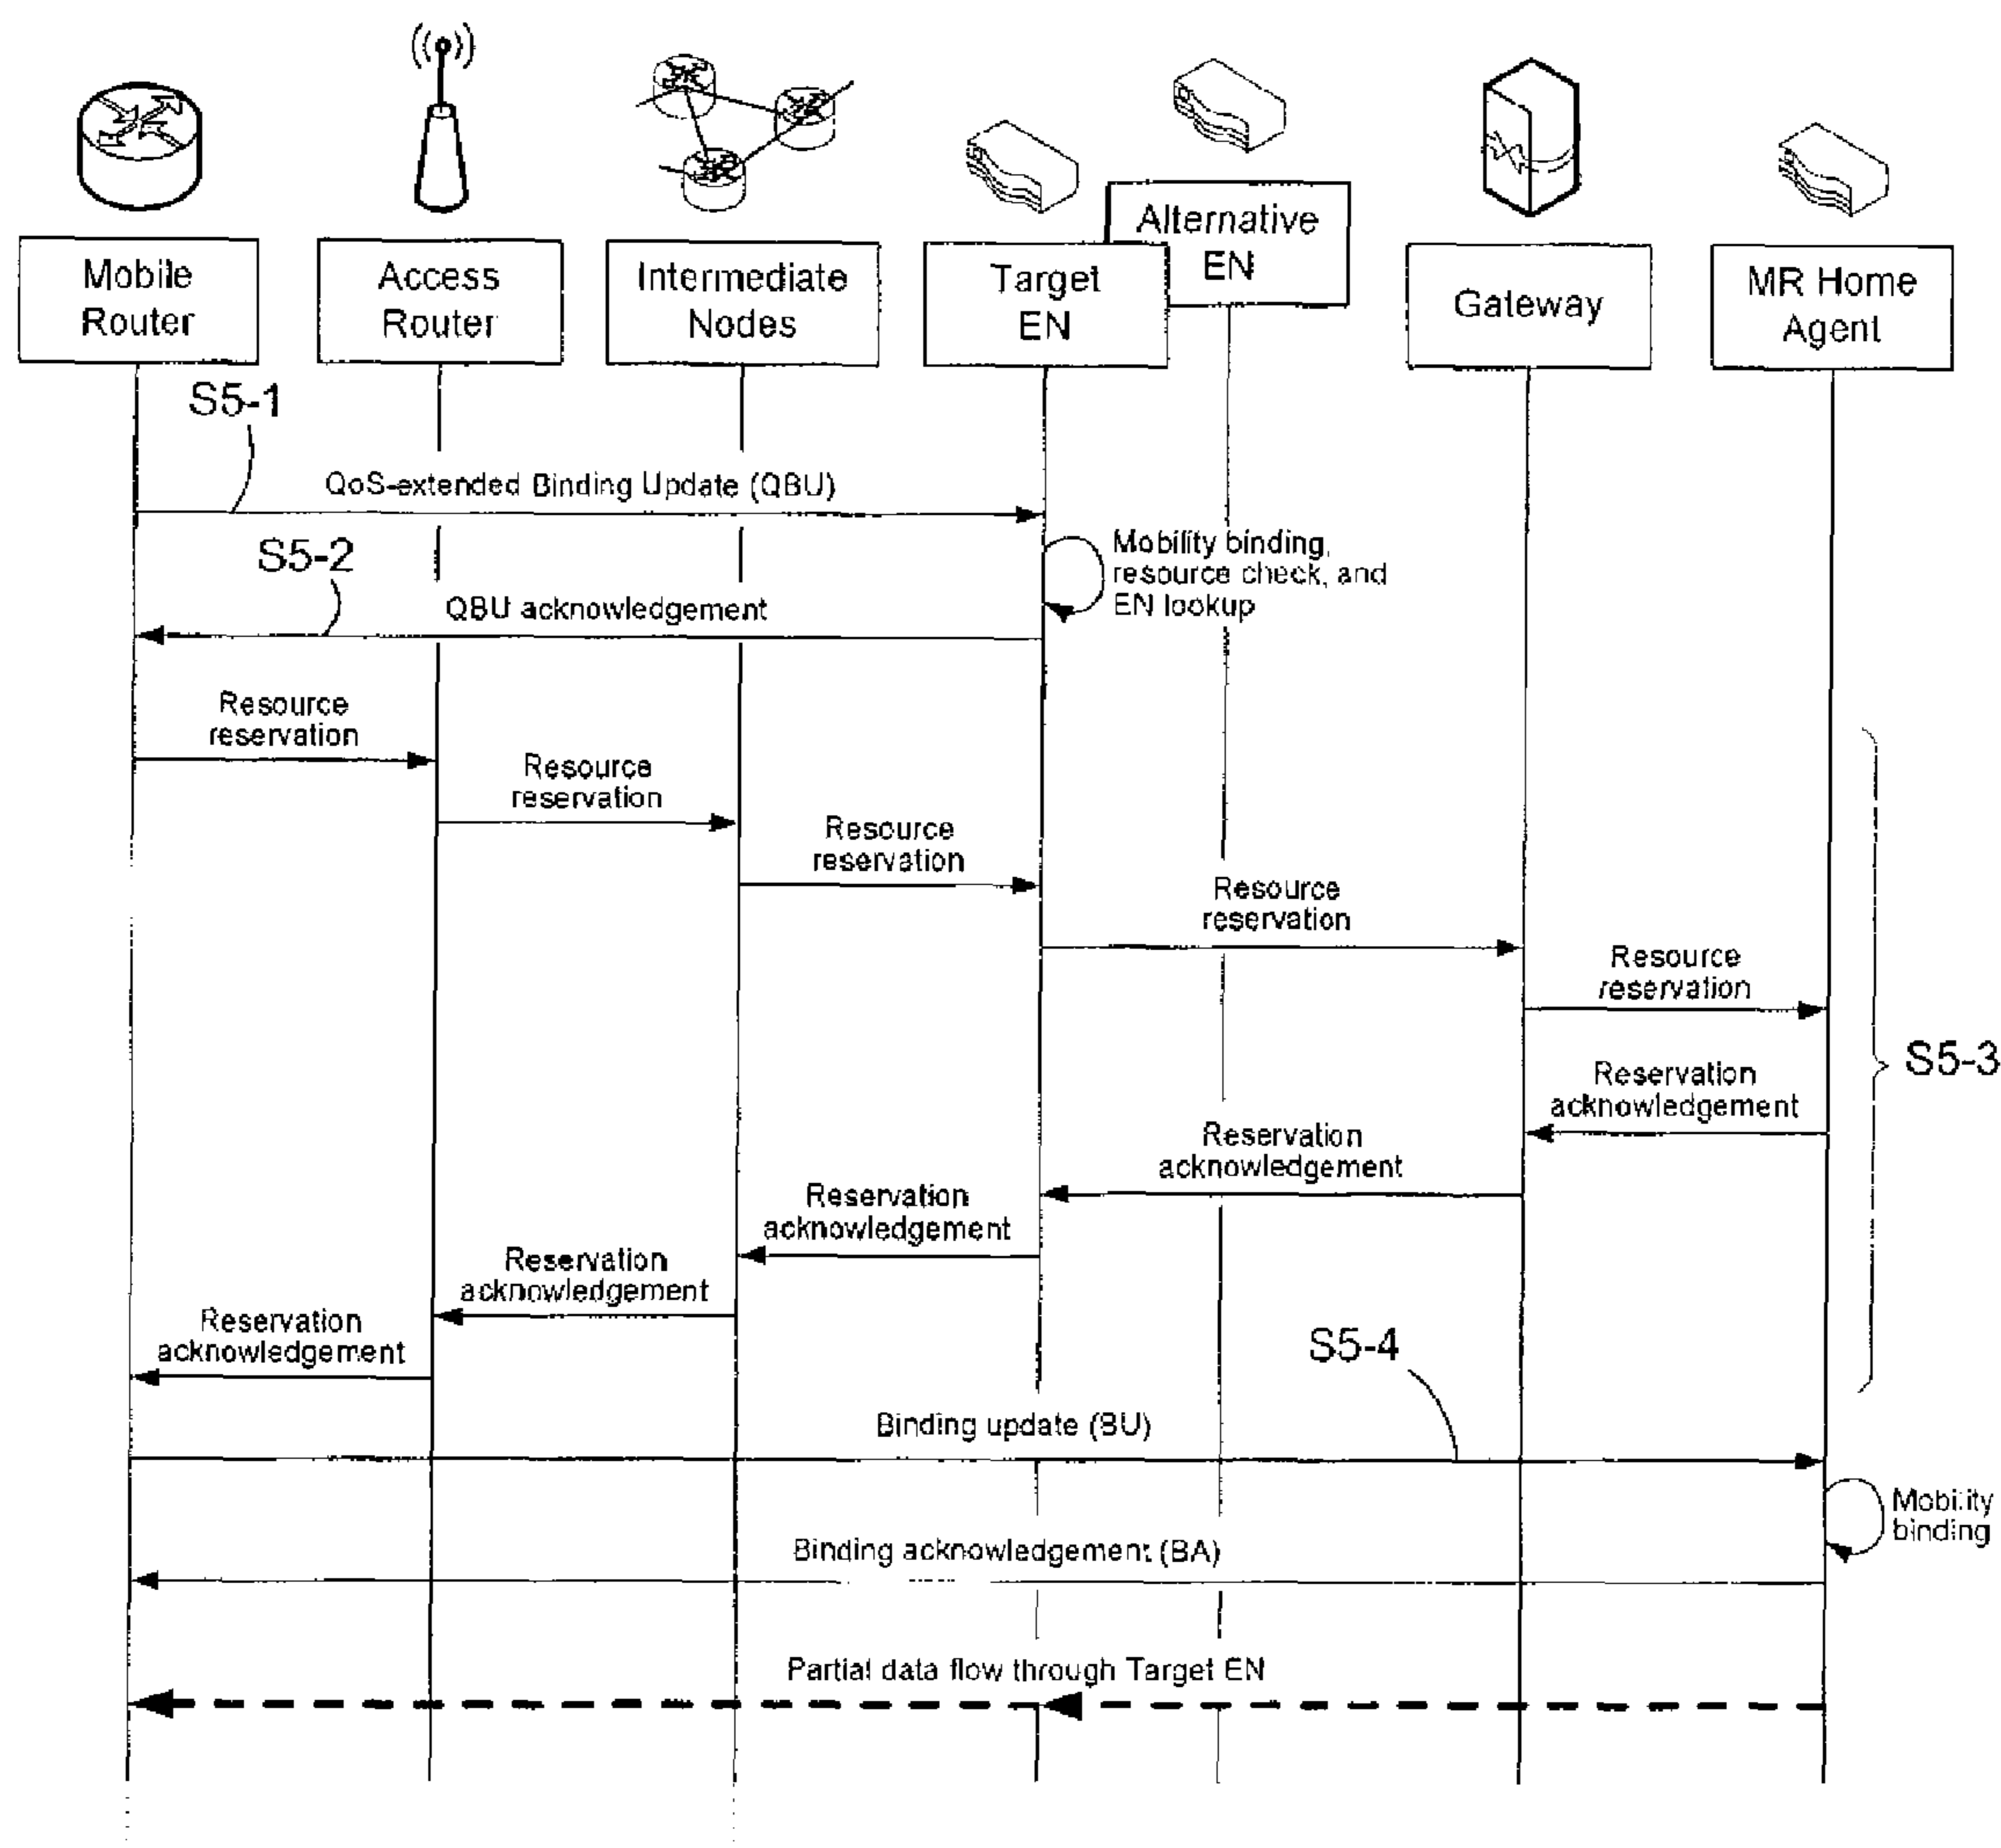 Alternative
EN
Mobile
Router
Access
Router
Intermediate
Nodes
Target
EN
Gateway
MR Home
Agent
S5-1
QoS-extended Binding Update (QBU)
Mobility binding,
resource check, and
EN lookup
S5-2
QBU acknowledgement
Resource
reservation
Resource
reservation
Resource
reservation
Resource
reservation
Resource
reservation
S5-3
Reservation
acknowledgement
Reservation
acknowledgement
Reservation
acknowledgement
Reservation
acknowledgement
Reservation
acknowledgement
S5-4
Binding update (BU)
Mobility
binding
Binding acknowledgement (BA)
Partial data flow through Target EN